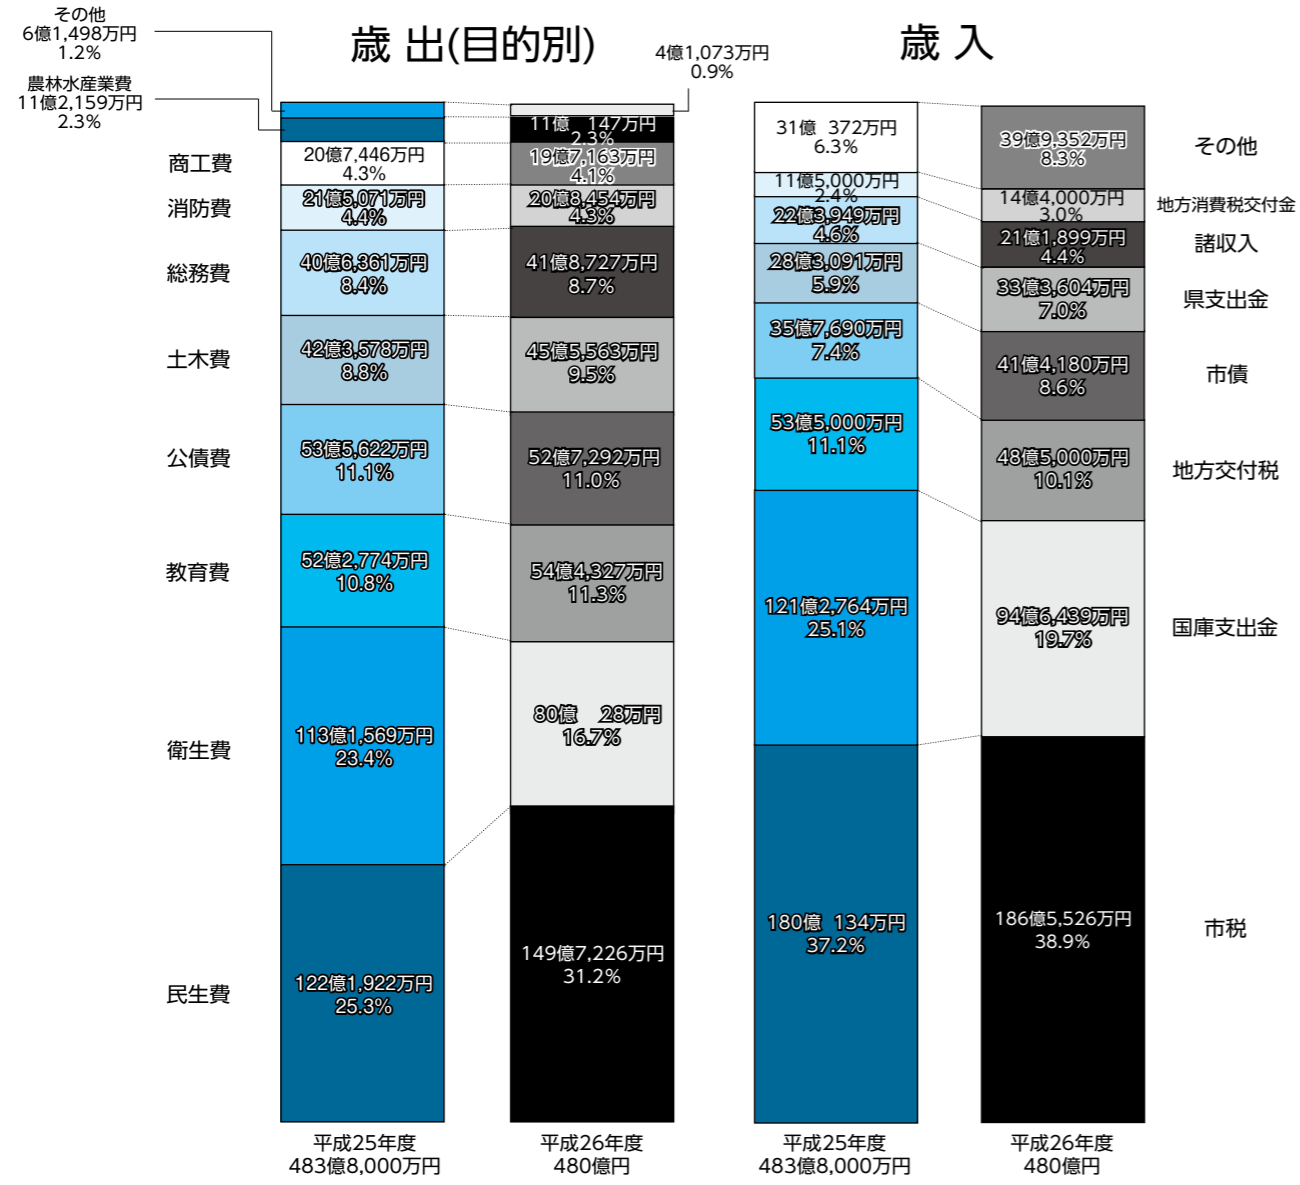 歳 出(目的別)
その他
6億1,498万円
1.2%
農林水産業費
11億2,159万円
2.3%
商工費
消防費
総務費
土木費
公債費
教育費
衛生費
民生費
20億7,446万円
4.3%
21億5,071万円
4.4%
40億6,361万円
8.4%
42億3,578万円
8.8%
53億5,622万円
11.1%
52億2,774万円
10.8%
113億1,569万円
23.4%
122億1,922万円
25.3%
平成25年度
483億8,000万円
4億1,073万円
0.9%
11億 147万円
2.3%
19億7,163万円
4.1%
20億8,454万円
4.3%
41億8,727万円
8.7%
45億5,563万円
9.5%
52億7,292万円
11.0%
54億4,327万円
11.3%
80億 28万円
16.7%
149億7,226万円
31.2%
平成26年度
480億円
歳 入
31億 372万円
6.3%
11億5,000万円
2.4%
22億3,949万円
4.6%
28億3,091万円
5.9%
35億7,690万円
7.4%
53億5,000万円
11.1%
121億2,764万円
25.1%
180億 134万円
37.2%
平成25年度
483億8,000万円
39億9,352万円
8.3%
14億4,000万円
3.0%
21億1,899万円
4.4%
33億3,604万円
7.0%
41億4,180万円
8.6%
48億5,000万円
10.1%
94億6,439万円
19.7%
186億5,526万円
38.9%
平成26年度
480億円
その他
地方消費税交付金
諸収入
県支出金
市債
地方交付税
国庫支出金
市税